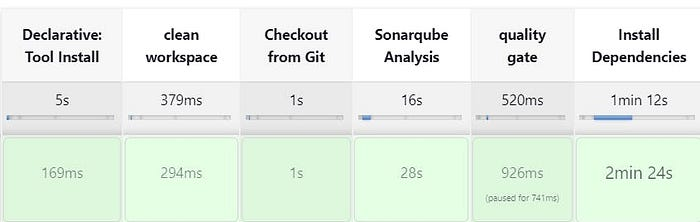 Declarative: Tool Install
clean workspace
Checkout from Git
Sonarqube Analysis
quality gate
Install Dependencies
5s 379ms 1s 16s 520ms 1min 12s
169ms 294ms 1s 28s 926ms 2min 24s
(paused for 741ms)